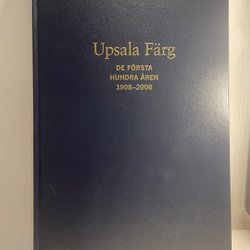 Upsala Färg
DE FÖRSTA
HUNDRA ÅREN
1908–2008